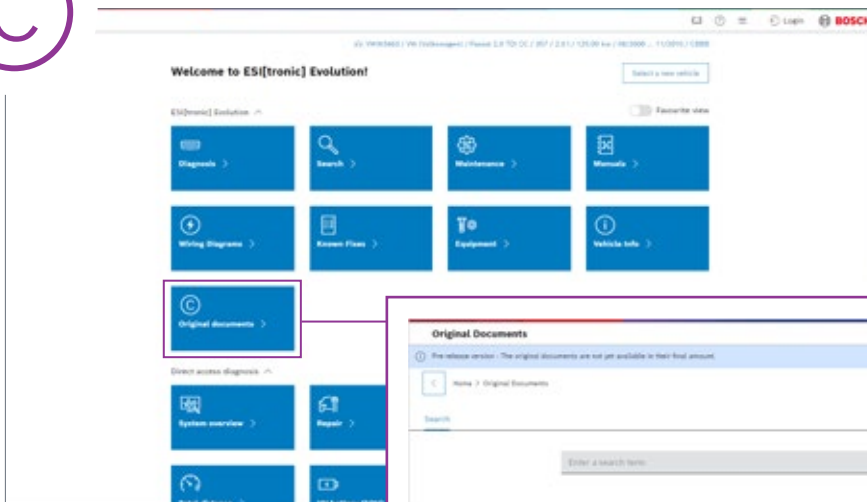 Login BOSCH
Welcome to ESI[tronic] Evolution!
Select a new vehicle
ESI[tronic] Evolution
Favourite view
Diagnosis >
Search >
Maintenance >
Manuals >
Wiring Diagrams >
Known Fixes >
Equipment >
Vehicle Info >
Original documents >
Original Documents
Pre-release version - The original documents are not yet available in their final amount.
Home > Original Documents
Direct access diagnosis
Search
System overview >
Repair >
Enter a search term